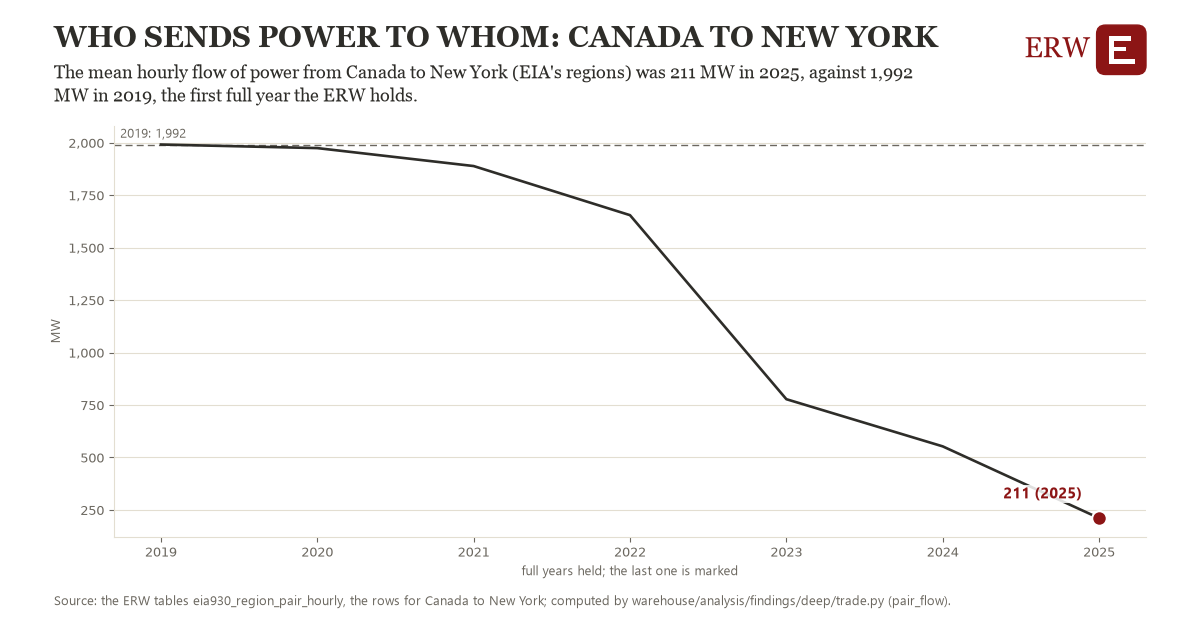 WHO SENDS POWER TO WHOM: CANADA TO NEW YORK
ERW E
The mean hourly flow of power from Canada to New York (EIA's regions) was 211 MW in 2025, against 1,992
MW in 2019, the first full year the ERW holds.
2019: 1,992
2,000
1,750
1,500
1,250
1,000
750
500
250
MW
211 (2025)
2019 2020 2021 2022 2023 2024 2025
full years held; the last one is marked
Source: the ERW tables eia930_region_pair_hourly, the rows for Canada to New York; computed by warehouse/analysis/findings/deep/trade.py (pair_flow).